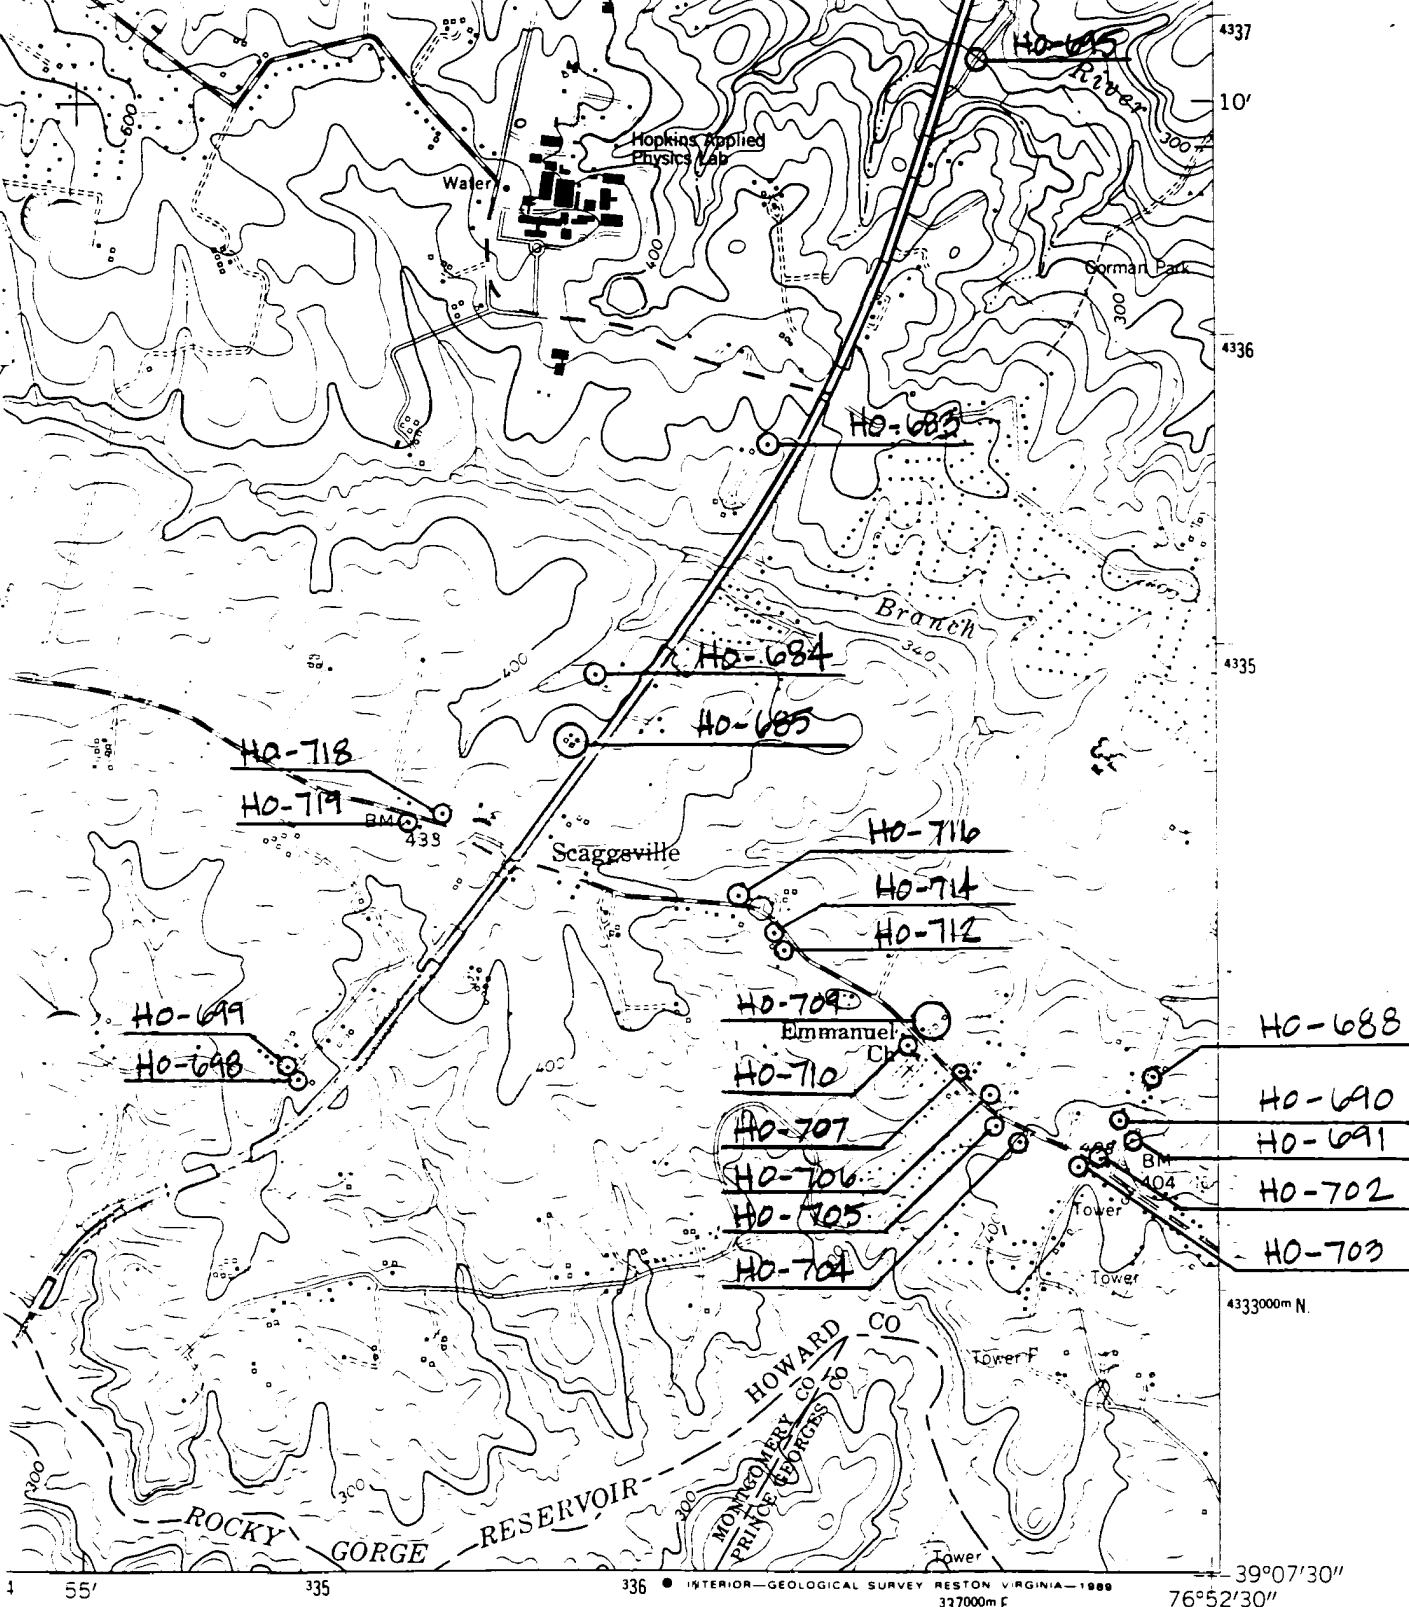 4337
HO-695
River
10'
300
600
Hopkins Applied
Physics Lab
Water
400
Gorman Park
300
4336
HO-683
Branch
340
400
HO-684
4335
HO-685
HO-718
HO-719
BM
433
Scaggsville
HO-716
HO-714
HO-712
HO-699
HO-698
HO-709
Emmanuel
Ch
HO-710
400
HO-688
HO-690
HO-691
HO-707
BM
404
HO-706
HO-702
Tower
HO-705
400
HO-703
HO-704
Tower
4333000m N.
HOWARD CO
Tower
MONTGOMERY CO
PRINCE GEORGES CO
300
300
300
ROCKY GORGE RESERVOIR
Tower
39°07'30"
55'
335
336
INTERIOR—GEOLOGICAL SURVEY RESTON VIRGINIA—1989
337000m E
76°52'30"